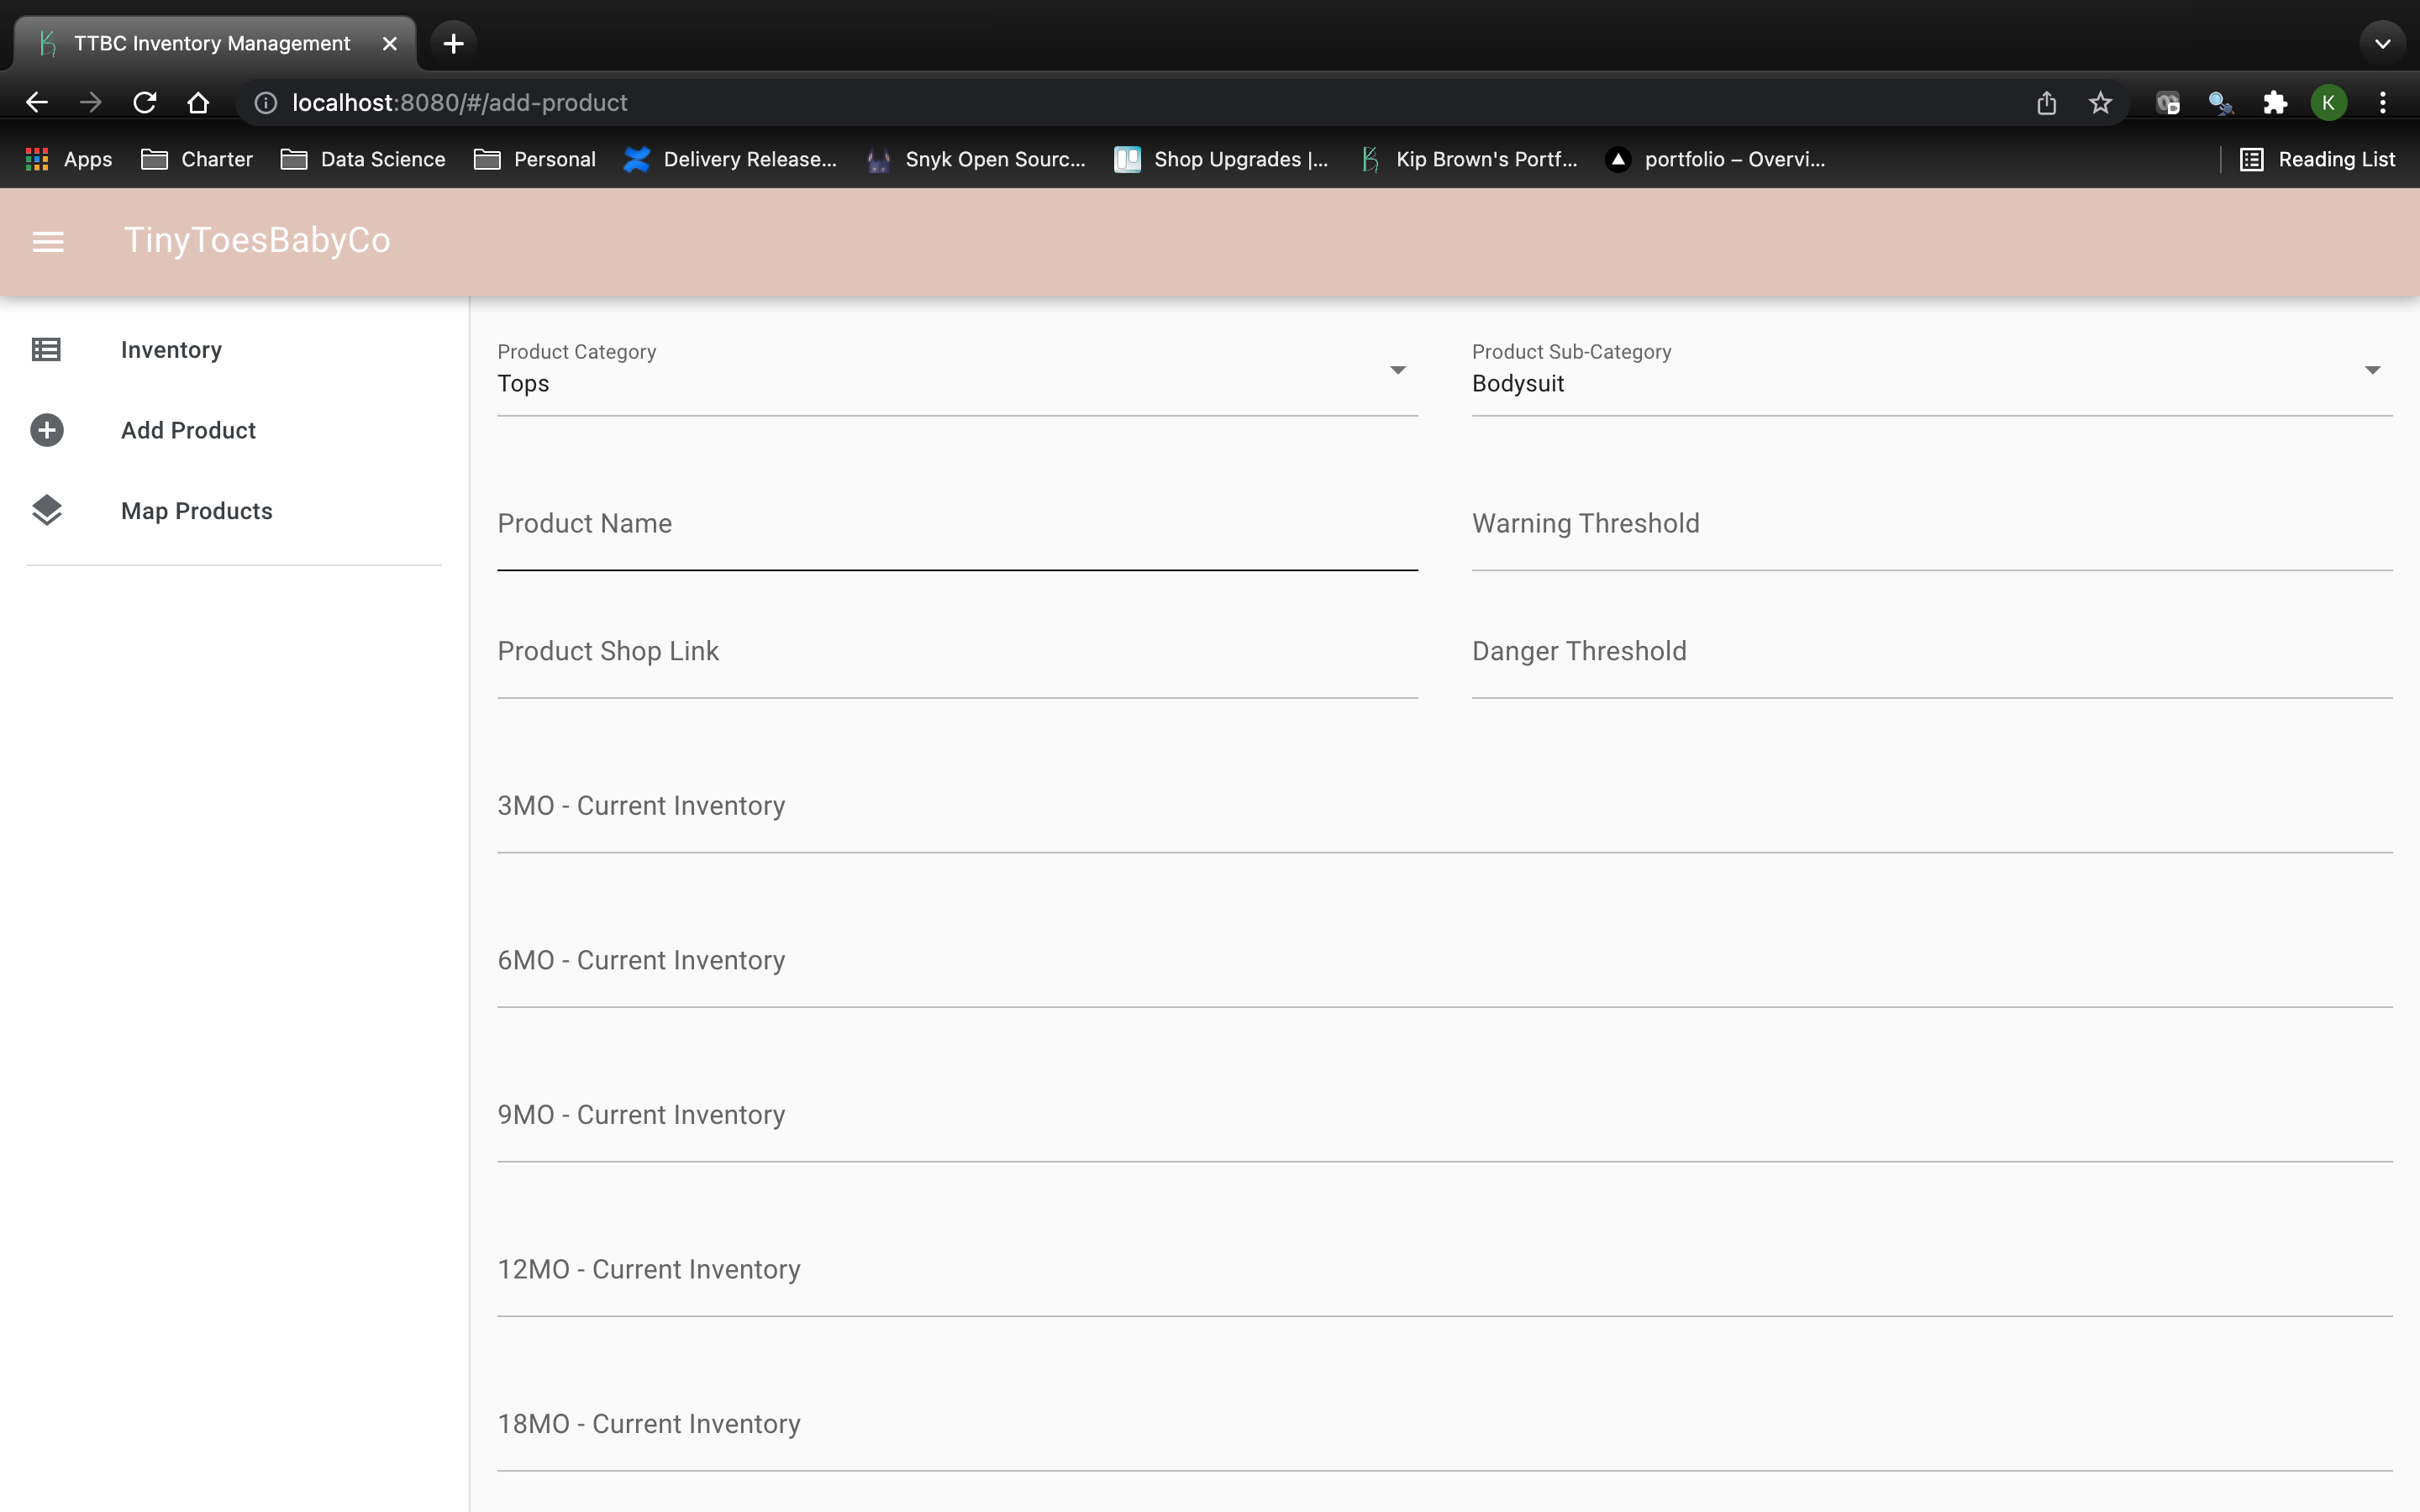 TTBC Inventory Management
localhost:8080/#/add-product
K
Apps Charter Data Science Personal Delivery Release... Snyk Open Sourc... Shop Upgrades |... Kip Brown's Portf... portfolio – Overvi... Reading List
TinyToesBabyCo
Inventory
Add Product
Map Products
Product Category Product Sub-Category
Tops Bodysuit
Product Name Warning Threshold
Product Shop Link Danger Threshold
3MO - Current Inventory
6MO - Current Inventory
9MO - Current Inventory
12MO - Current Inventory
18MO - Current Inventory